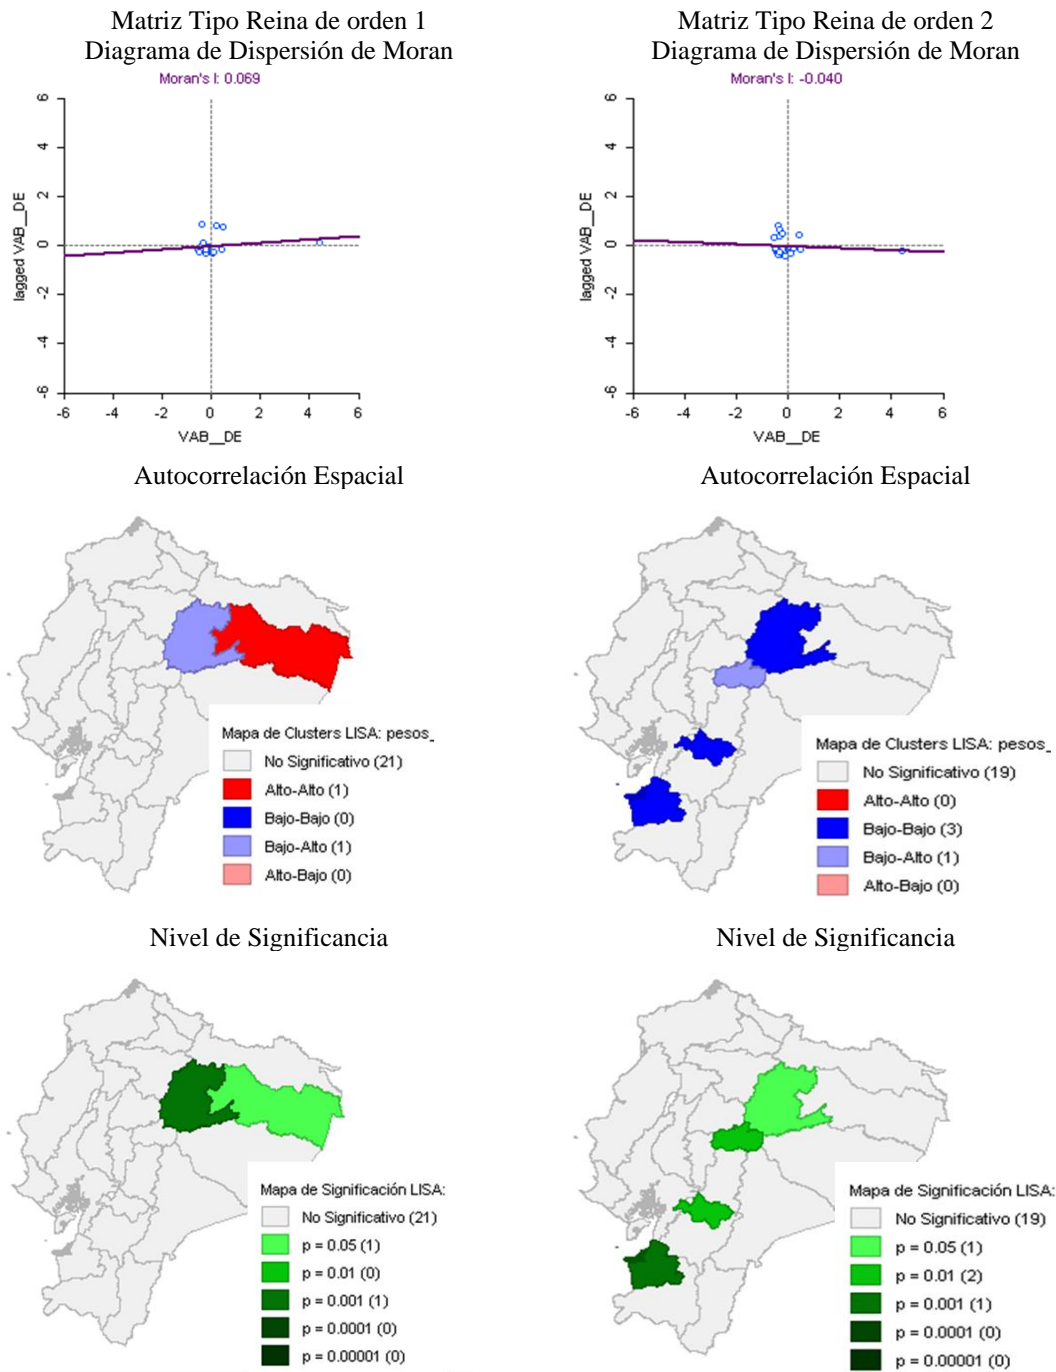 Matriz Tipo Reina de orden 1
Diagrama de Dispersión de Moran
Moran's I: 0.069
6
4
2
0
-2
-4
-6
lagged VAB__DE
-6 -4 -2 0 2 4 6
VAB__DE
Matriz Tipo Reina de orden 2
Diagrama de Dispersión de Moran
Moran's I: -0.040
6
4
2
0
-2
-4
-6
lagged VAB__DE
-6 -4 -2 0 2 4 6
VAB__DE
Autocorrelación Espacial
Mapa de Clusters LISA: pesos_
No Significativo (21)
Alto-Alto (1)
Bajo-Bajo (0)
Bajo-Alto (1)
Alto-Bajo (0)
Autocorrelación Espacial
Mapa de Clusters LISA: pesos_
No Significativo (19)
Alto-Alto (0)
Bajo-Bajo (3)
Bajo-Alto (1)
Alto-Bajo (0)
Nivel de Significancia
Mapa de Significación LISA:
No Significativo (21)
p = 0.05 (1)
p = 0.01 (0)
p = 0.001 (1)
p = 0.0001 (0)
p = 0.00001 (0)
Nivel de Significancia
Mapa de Significación LISA:
No Significativo (19)
p = 0.05 (1)
p = 0.01 (2)
p = 0.001 (1)
p = 0.0001 (0)
p = 0.00001 (0)